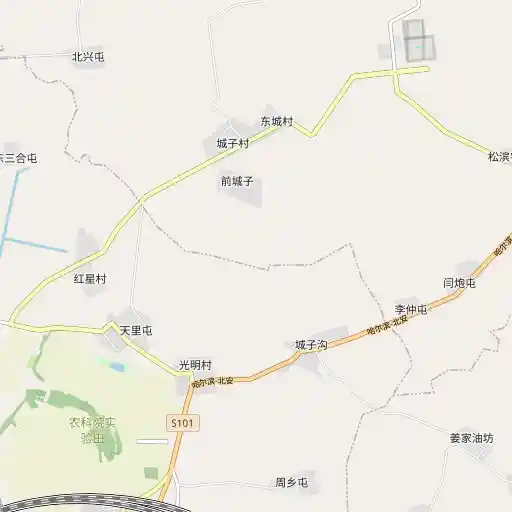 北兴屯
东城村
城子村
松滨
东三合屯
前城子
哈尔滨
红星村
闫炮屯
李仲屯
哈尔滨-北安
天里屯
城子沟
光明村
哈尔滨-北安
S101
农科院实
验田
姜家油坊
周乡屯